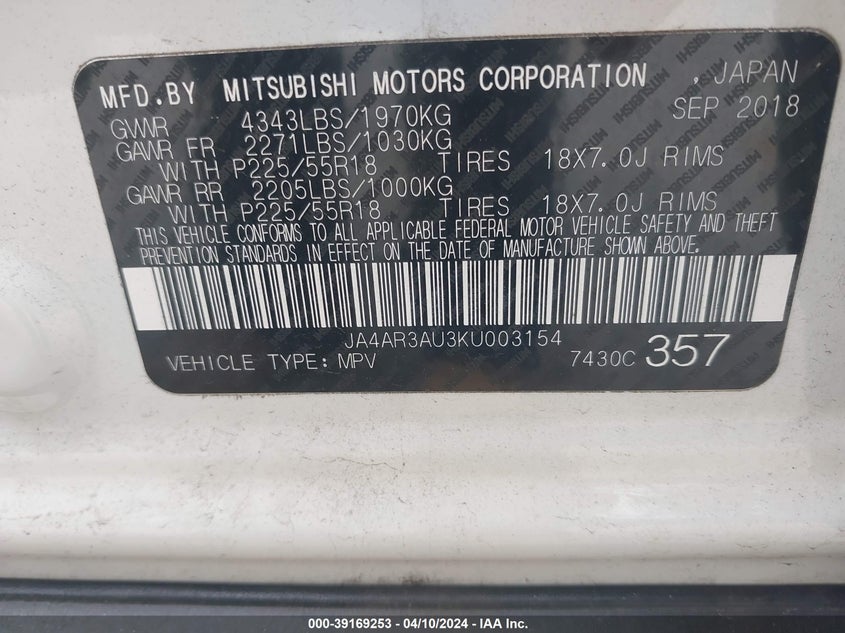 MFD.BY MITSUBISHI MOTORS CORPORATION , JAPAN
GVWR 4343LBS/1970KG SEP 2018
GAWR FR 2271LBS/1030KG
WITH P225/55R18 TIRES 18X7.0J RIMS
GAWR RR 2205LBS/1000KG
WITH P225/55R18 TIRES 18X7.0J RIMS
THIS VEHICLE CONFORMS TO ALL APPLICABLE FEDERAL MOTOR VEHICLE SAFETY AND THEFT
PREVENTION STANDARDS IN EFFECT ON THE DATE OF MANUFACTURE SHOWN ABOVE.
JA4AR3AU3KU003154
VEHICLE TYPE: MPV 7430C 357
000-39169253 - 04/10/2024 - IAA Inc.